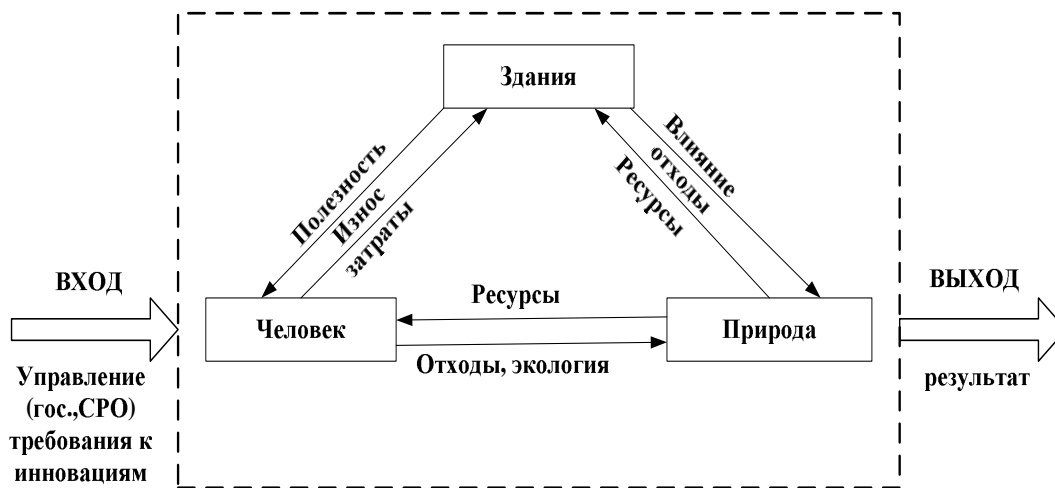 Здания
Полезность
Износ
затраты
Влияние
отходы
Ресурсы
ВХОД
Ресурсы
ВЫХОД
Человек
Природа
Отходы, экология
Управление
(гос.,СРО)
требования к
инновациям
результат